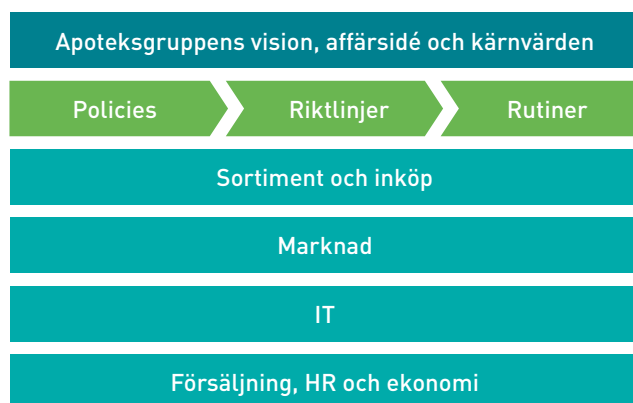 Apoteksgruppens vision, affärsidé och kärnvärden
Policies
Riktlinjer
Rutiner
Sortiment och inköp
Marknad
IT
Försäljning, HR och ekonomi